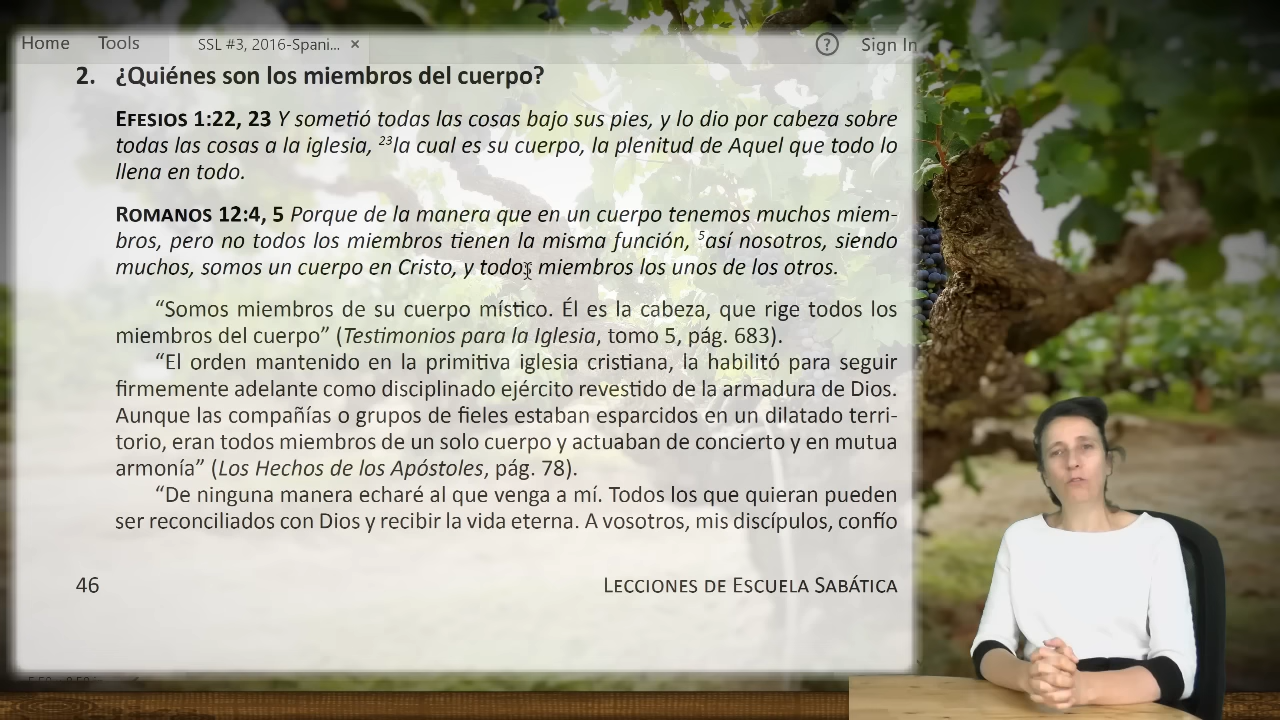 Home Tools SSL #3, 2016-Spani... × ? Sign In
2. ¿Quiénes son los miembros del cuerpo?
EFESIOS 1:22, 23 Y sometió todas las cosas bajo sus pies, y lo dio por cabeza sobre
todas las cosas a la iglesia, 23la cual es su cuerpo, la plenitud de Aquel que todo lo
llena en todo.
ROMANOS 12:4, 5 Porque de la manera que en un cuerpo tenemos muchos miem-
bros, pero no todos los miembros tienen la misma función, 5así nosotros, siendo
muchos, somos un cuerpo en Cristo, y todos miembros los unos de los otros.
“Somos miembros de su cuerpo místico. Él es la cabeza, que rige todos los
miembros del cuerpo” (Testimonios para la Iglesia, tomo 5, pág. 683).
“El orden mantenido en la primitiva iglesia cristiana, la habilitó para seguir
firmemente adelante como disciplinado ejército revestido de la armadura de Dios.
Aunque las compañías o grupos de fieles estaban esparcidos en un dilatado terri-
torio, eran todos miembros de un solo cuerpo y actuaban de concierto y en mutua
armonía” (Los Hechos de los Apóstoles, pág. 78).
“De ninguna manera echaré al que venga a mí. Todos los que quieran pueden
ser reconciliados con Dios y recibir la vida eterna. A vosotros, mis discípulos, confío
46 LECCIONES DE ESCUELA SABÁTICA